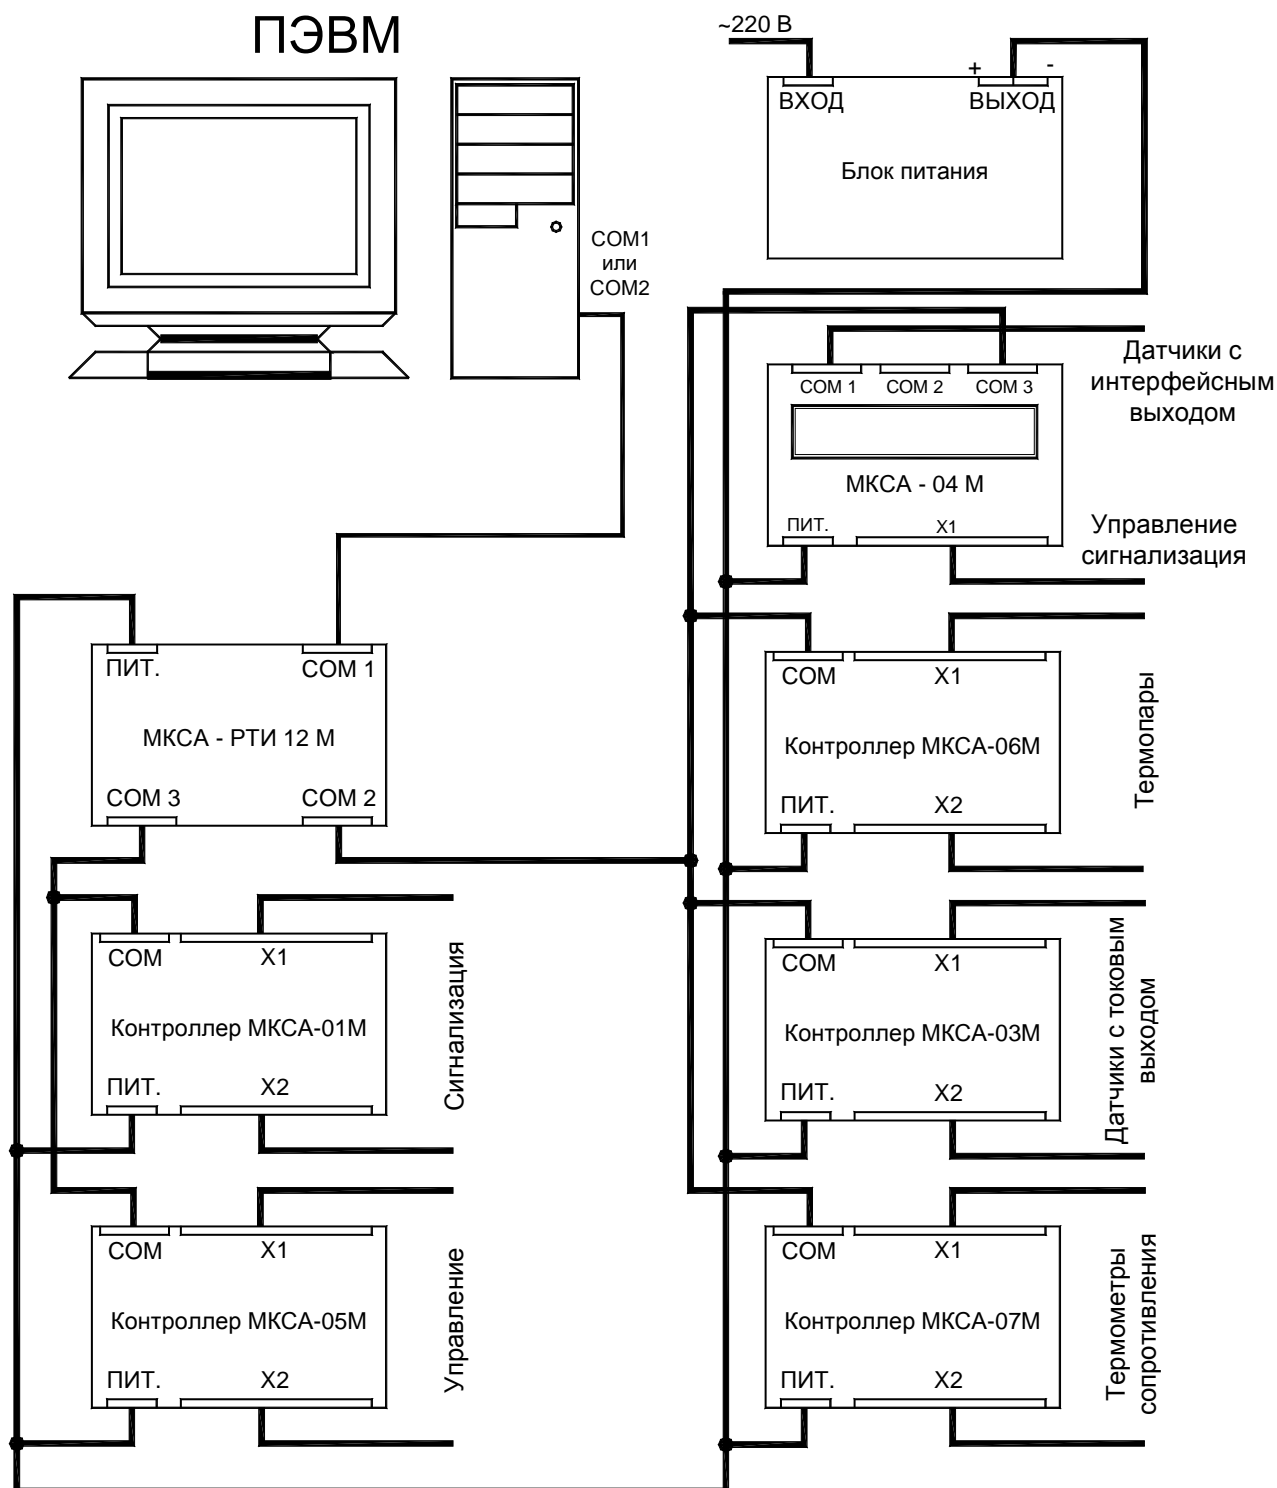 ПЭВМ
~220 В
+ -
ВХОД
ВЫХОД
Блок питания
COM1
или
COM2
COM 1
COM 2
COM 3
МКСА - 04 М
ПИТ.
X1
Датчики с
интерфейсным
выходом
Управление
сигнализация
ПИТ.
COM 1
МКСА - РТИ 12 М
COM 3
COM 2
COM
X1
Контроллер МКСА-06М
ПИТ.
X2
Термопары
COM
X1
Контроллер МКСА-01М
ПИТ.
X2
Сигнализация
COM
X1
Контроллер МКСА-03М
ПИТ.
X2
Датчики с токовым
выходом
COM
X1
Контроллер МКСА-05М
ПИТ.
X2
Управление
COM
X1
Контроллер МКСА-07М
ПИТ.
X2
Термометры
сопротивления